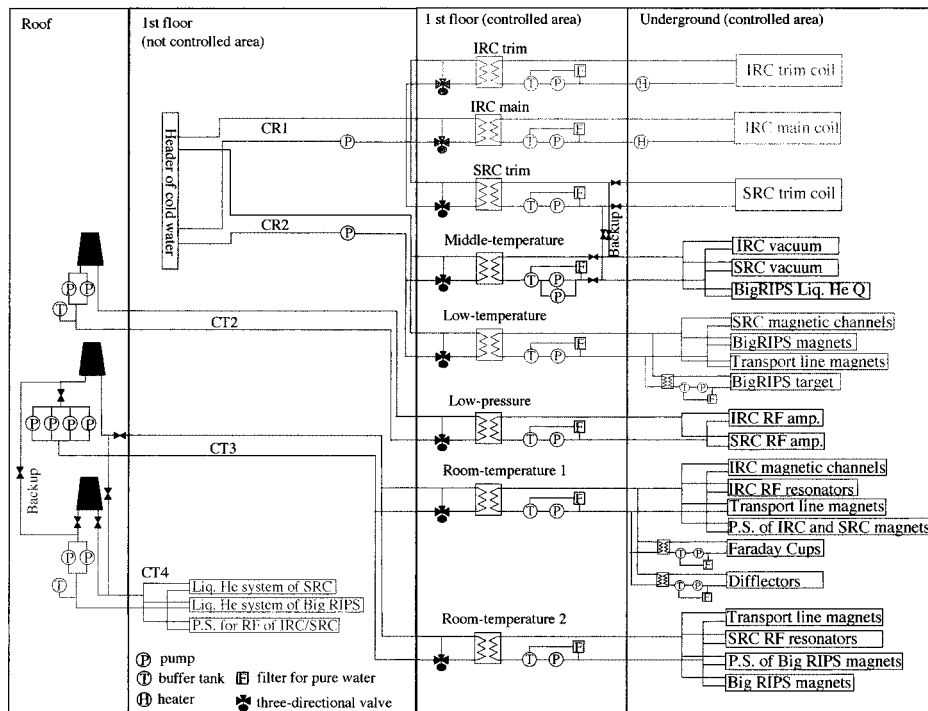 Roof
1st floor
(not controlled area)
1 st floor (controlled area)
Underground (controlled area)
IRC trim
F
T P H
IRC trim coil
IRC main
F
T P H
IRC main coil
CR1
P
Header of cold water
SRC trim
F
T P
SRC trim coil
CR2
P
Backup
Middle-temperature
F
T P
P
IRC vacuum
SRC vacuum
BigRIPS Liq. He Q
P P
T
CT2
Low-temperature
F
T P
SRC magnetic channels
BigRIPS magnets
Transport line magnets
BigRIPS target
T P
F
Low-pressure
F
T P
IRC RF amp.
SRC RF amp.
P P P P
CT3
Backup
Room-temperature 1
F
T P
IRC magnetic channels
IRC RF resonators
Transport line magnets
P.S. of IRC and SRC magnets
Faraday Cups
T P
F
Difflectors
T P
F
P P
T
CT4
Liq. He system of SRC
Liq. He system of Big RIPS
P.S. for RF of IRC/SRC
Room-temperature 2
F
T P
Transport line magnets
SRC RF resonators
P.S. of Big RIPS magnets
Big RIPS magnets
P pump
T buffer tank F filter for pure water
H heater three-directional valve